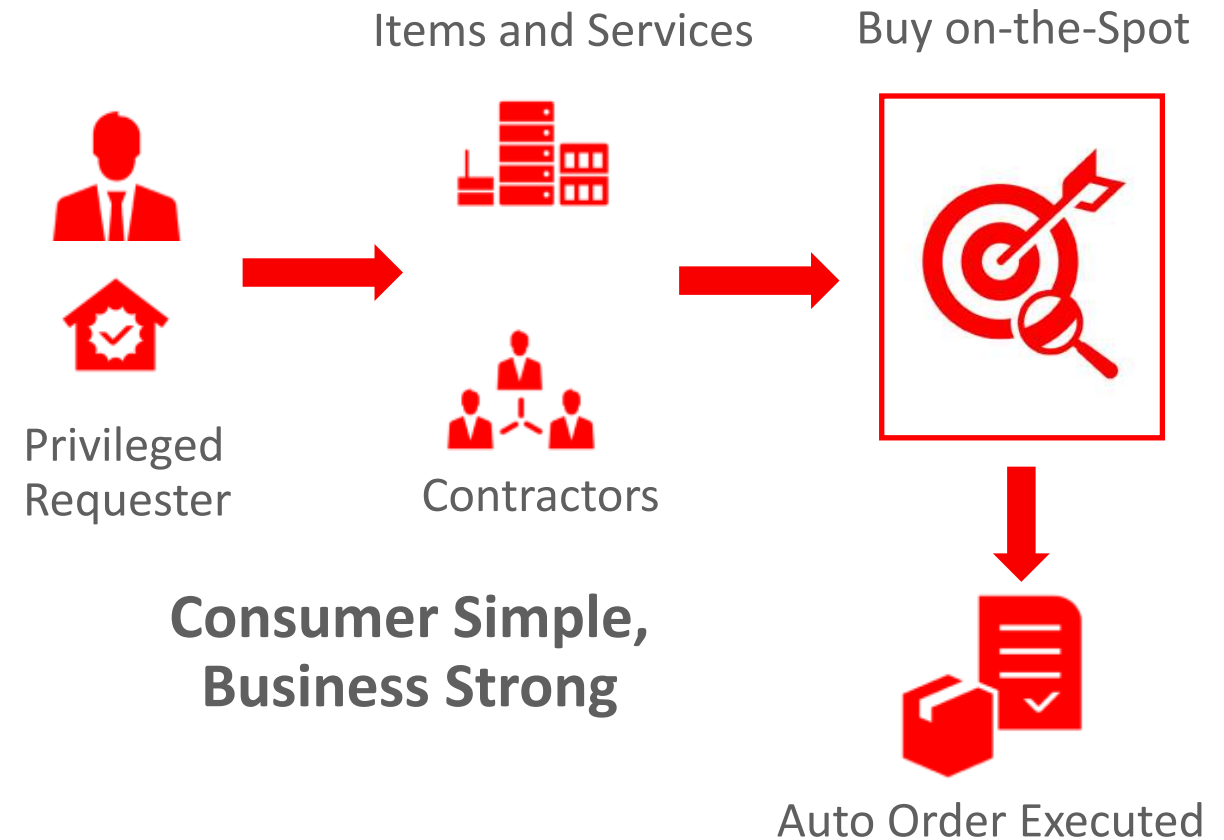 Items and Services
Buy on-the-Spot
Privileged
Requester
Contractors
Consumer Simple,
Business Strong
Auto Order Executed